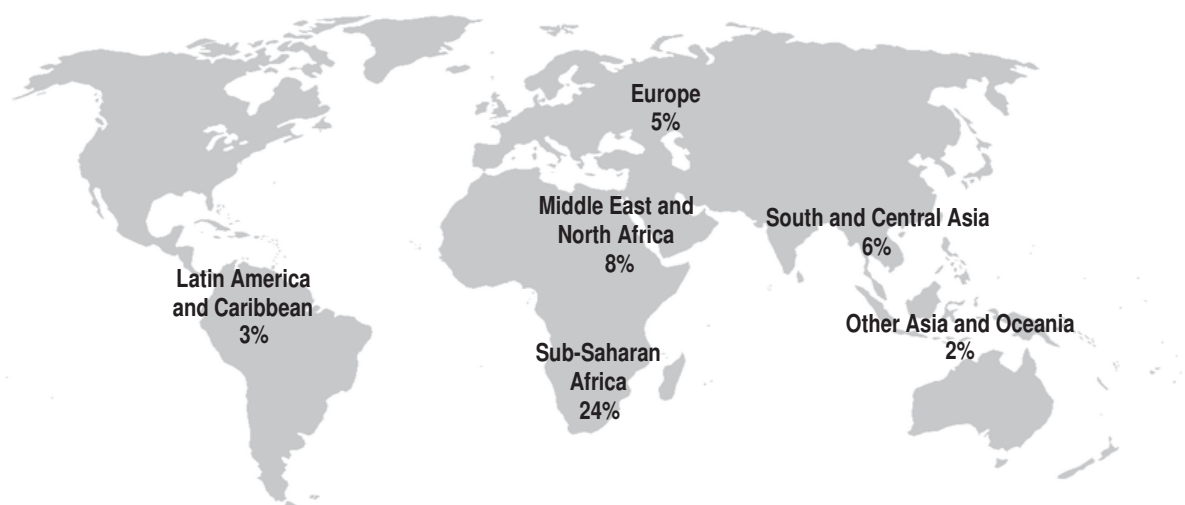 Europe
5%
Middle East and
North Africa
8%
South and Central Asia
6%
Latin America
and Caribbean
3%
Other Asia and Oceania
2%
Sub-Saharan
Africa
24%